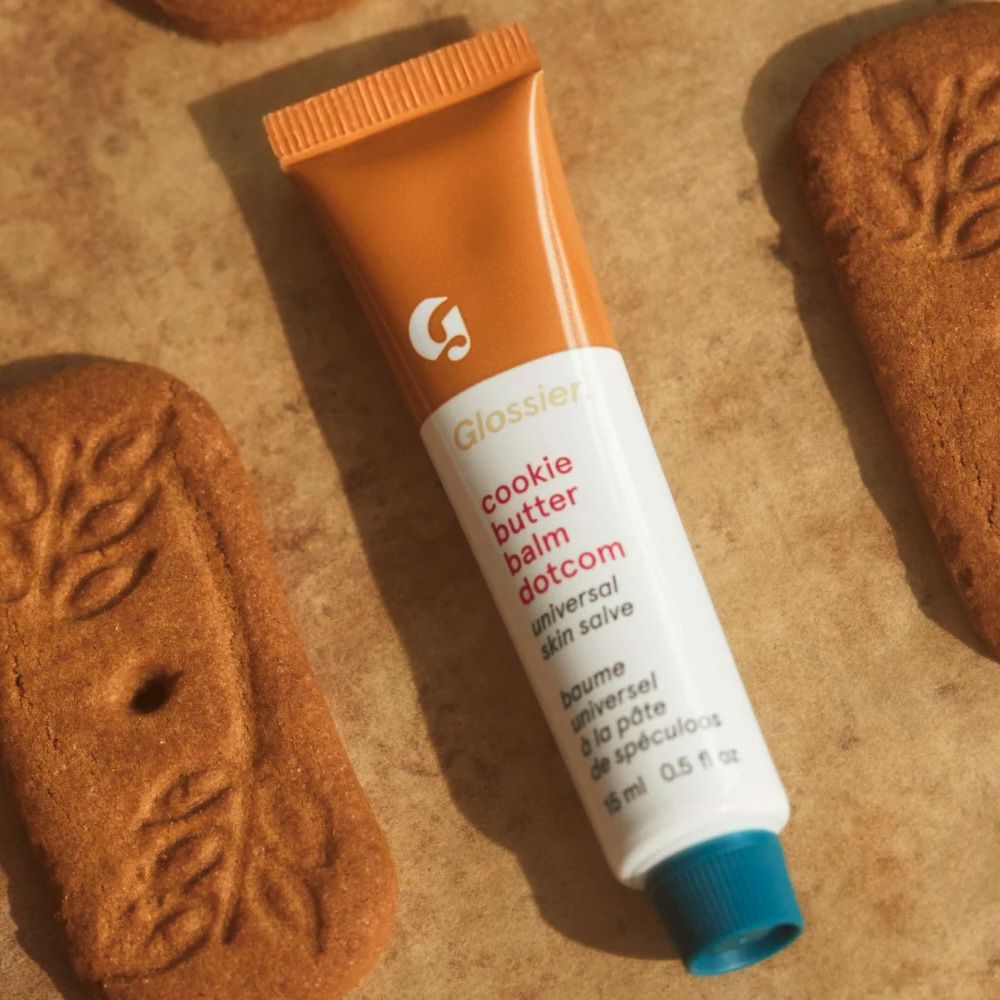 G
Glossier.
cookie
butter
balm
dotcom
universal
skin salve
baume
universel
à la pâte
de spéculoos
15 ml 0.5 fl oz